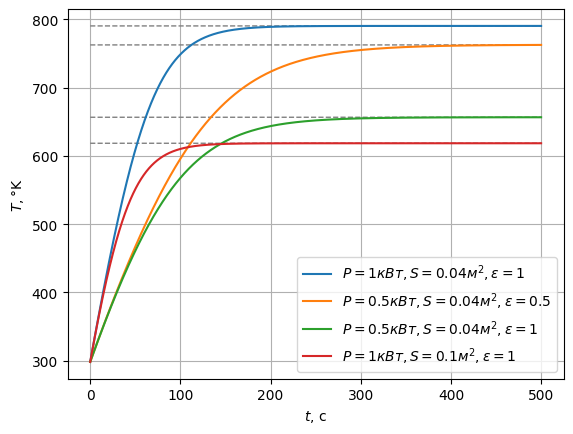 800
700
600
500
400
300
T, °K
0
100
200
300
400
500
t, с
P = 1кВт, S = 0.04м², ε = 1
P = 0.5кВт, S = 0.04м², ε = 0.5
P = 0.5кВт, S = 0.04м², ε = 1
P = 1кВт, S = 0.1м², ε = 1